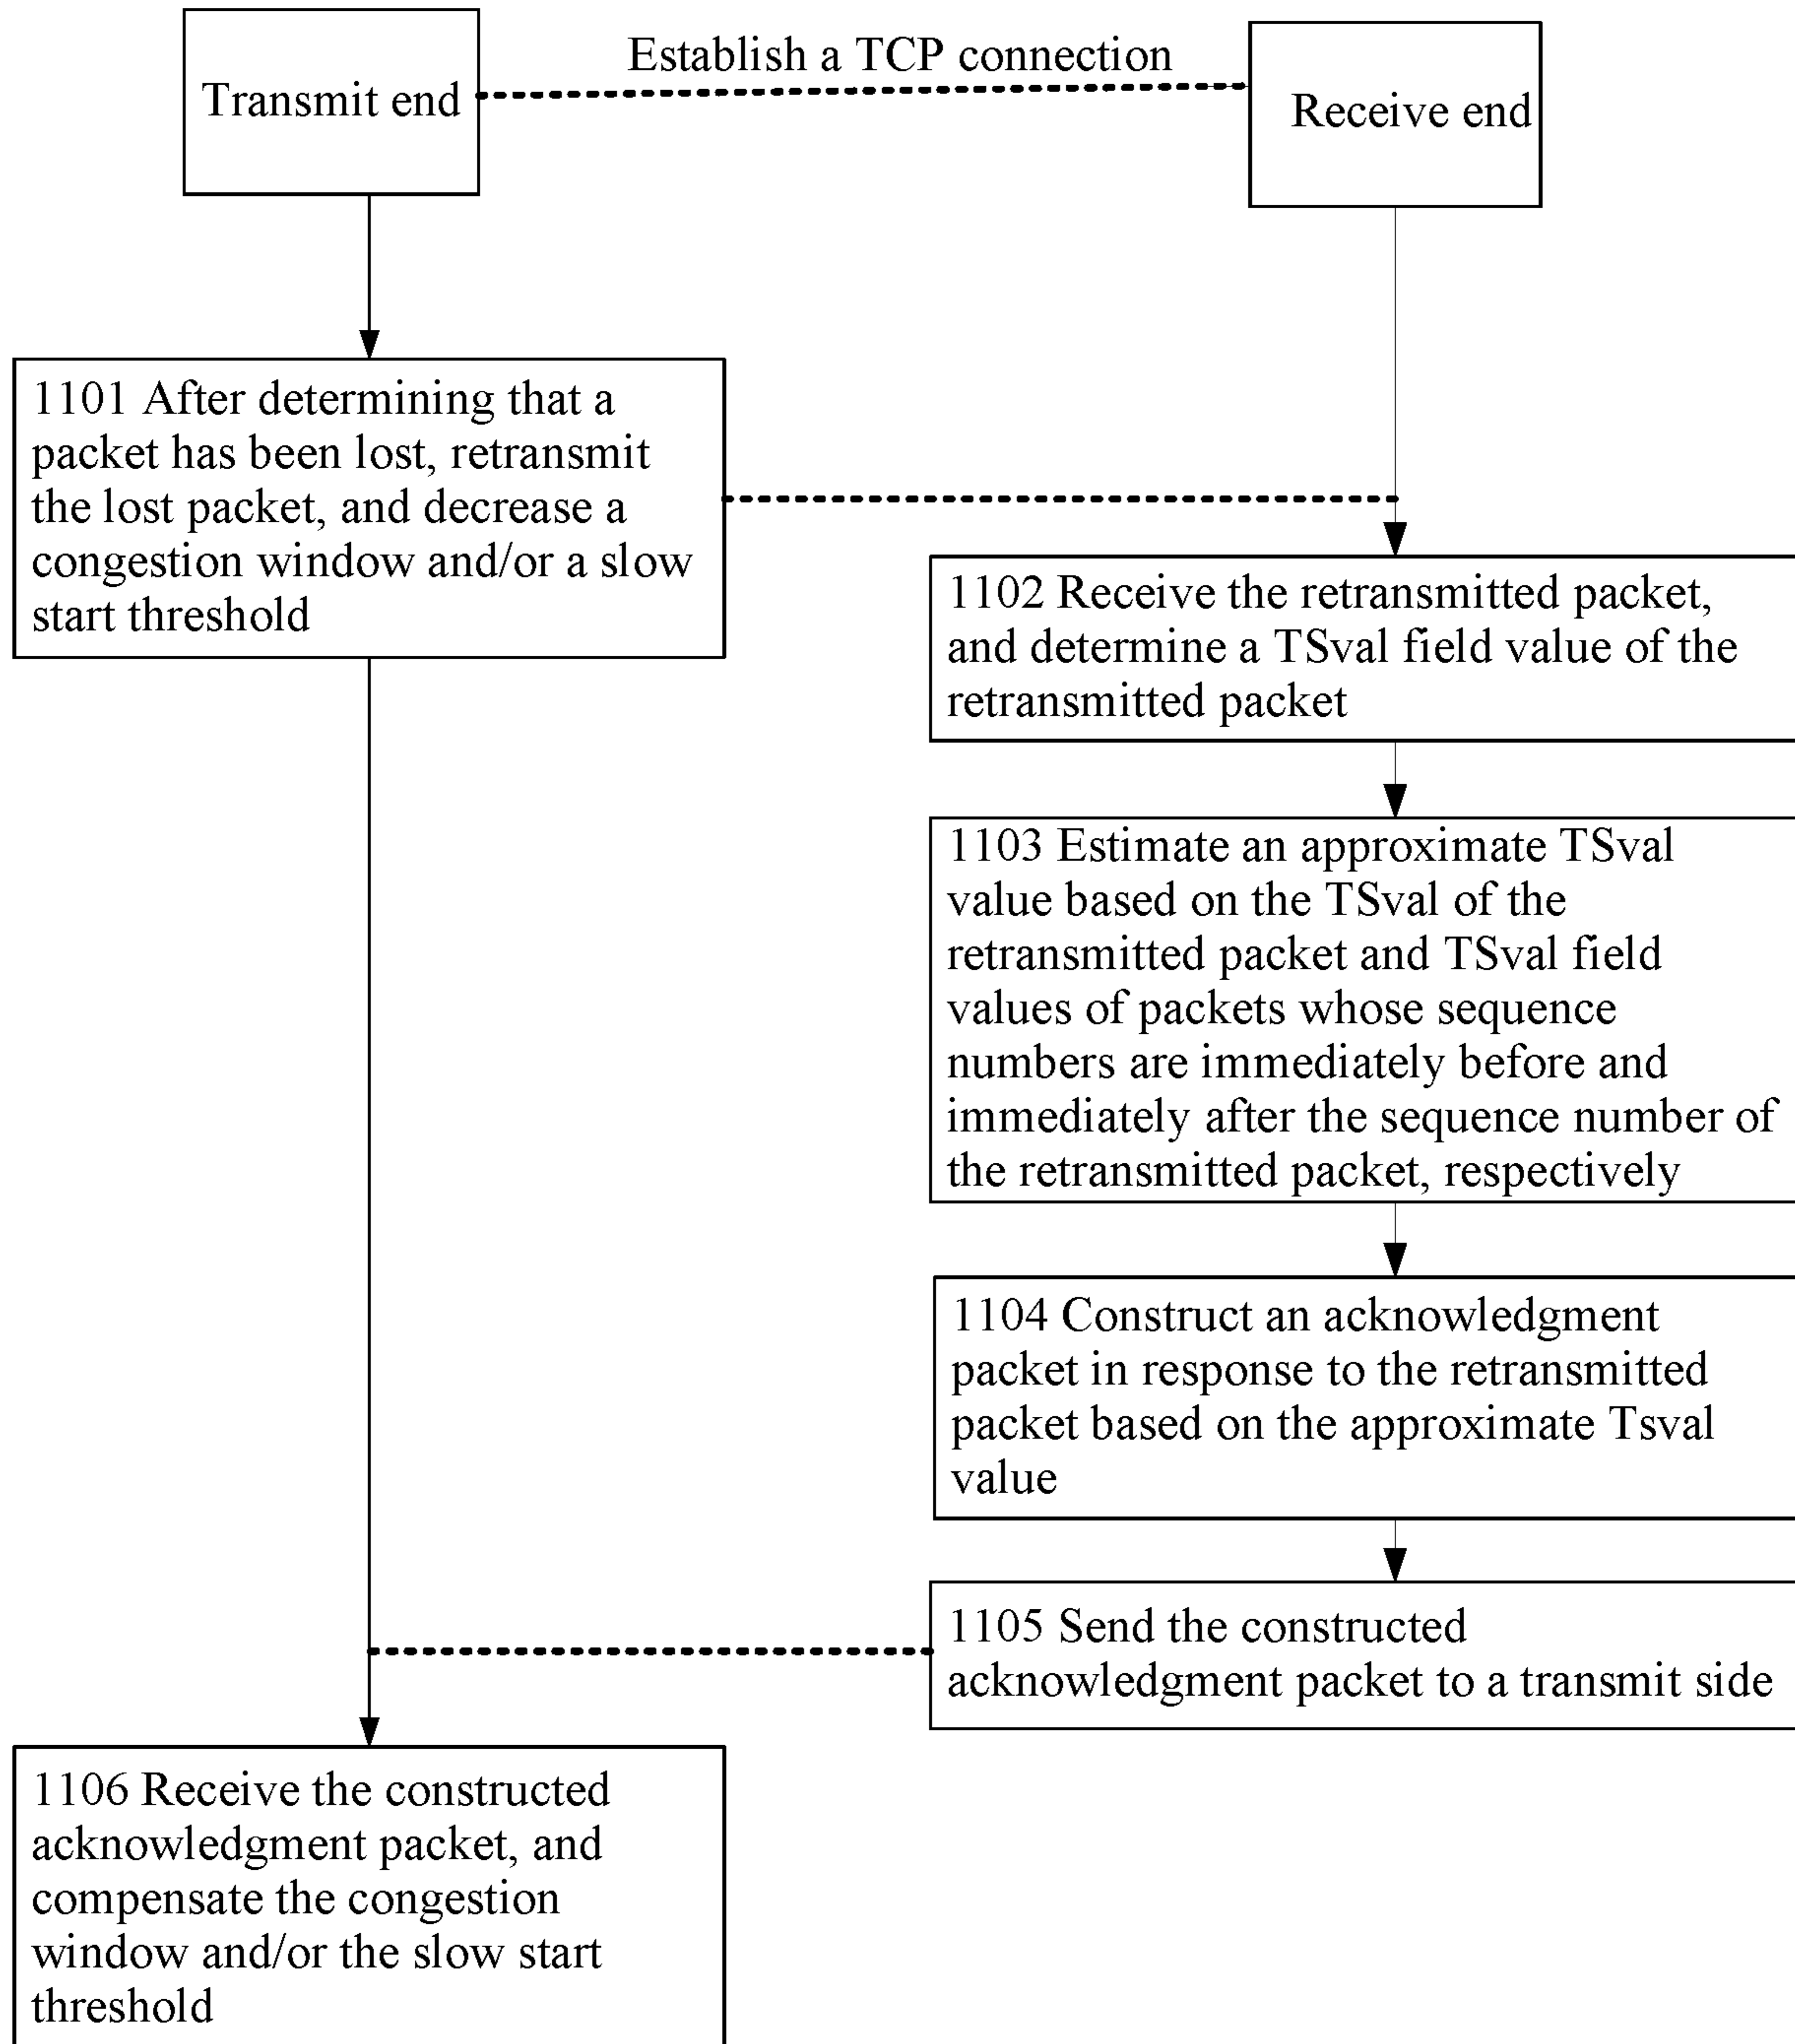 Establish a TCP connection
Transmit end
Receive end
1101 After determining that a
packet has been lost, retransmit
the lost packet, and decrease a
congestion window and/or a slow
start threshold
1102 Receive the retransmitted packet,
and determine a TSval field value of the
retransmitted packet
1103 Estimate an approximate TSval
value based on the TSval of the
retransmitted packet and TSval field
values of packets whose sequence
numbers are immediately before and
immediately after the sequence number of
the retransmitted packet, respectively
1104 Construct an acknowledgment
packet in response to the retransmitted
packet based on the approximate Tsval
value
1105 Send the constructed
acknowledgment packet to a transmit side
1106 Receive the constructed
acknowledgment packet, and
compensate the congestion
window and/or the slow start
threshold